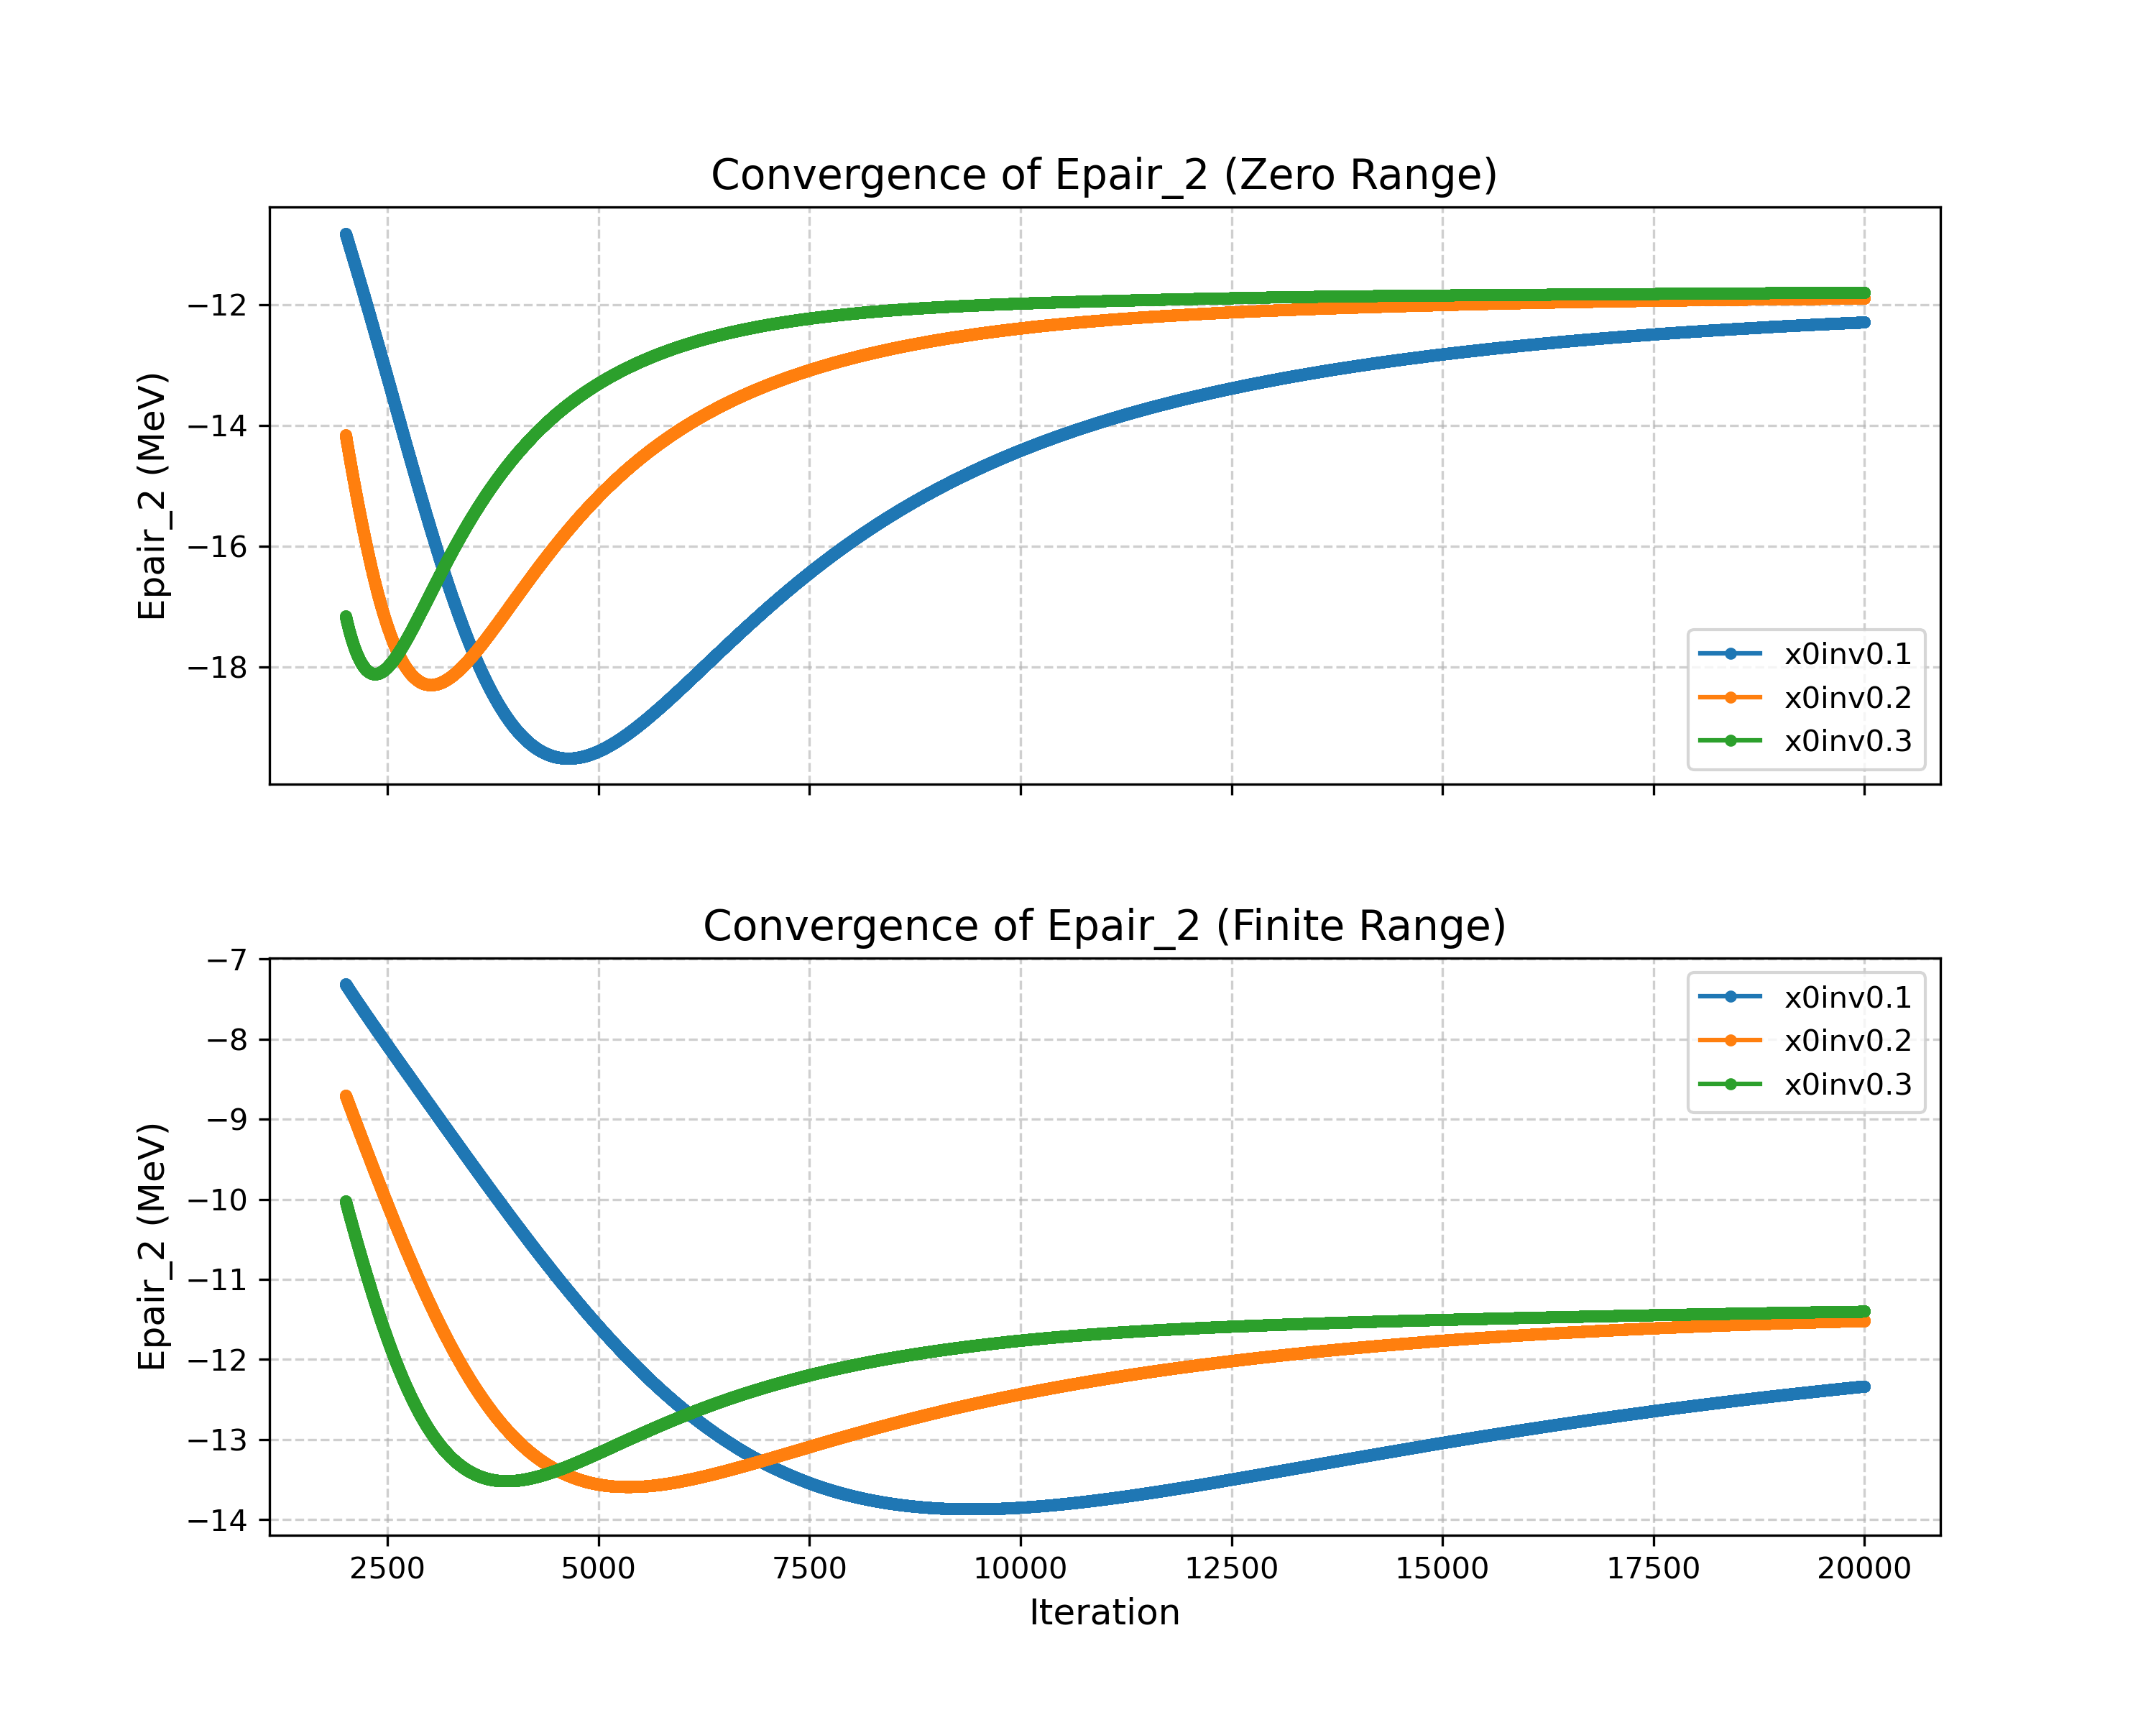 Convergence of Epair_2 (Zero Range)
Epair_2 (MeV)
−12
−14
−16
−18
x0inv0.1
x0inv0.2
x0inv0.3
Convergence of Epair_2 (Finite Range)
Epair_2 (MeV)
−7
−8
−9
−10
−11
−12
−13
−14
x0inv0.1
x0inv0.2
x0inv0.3
2500 5000 7500 10000 12500 15000 17500 20000
Iteration